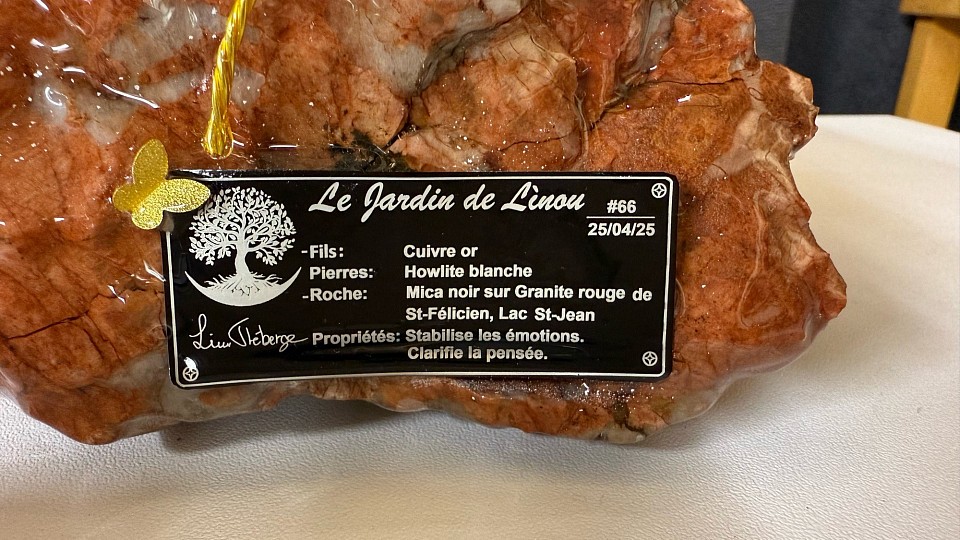 Le Jardin de Lìnou
#66
25/04/25
-Fils: Cuivre or
Pierres: Howlite blanche
-Roche: Mica noir sur Granite rouge de
St-Félicien, Lac St-Jean
Propriétés: Stabilise les émotions.
Clarifie la pensée.